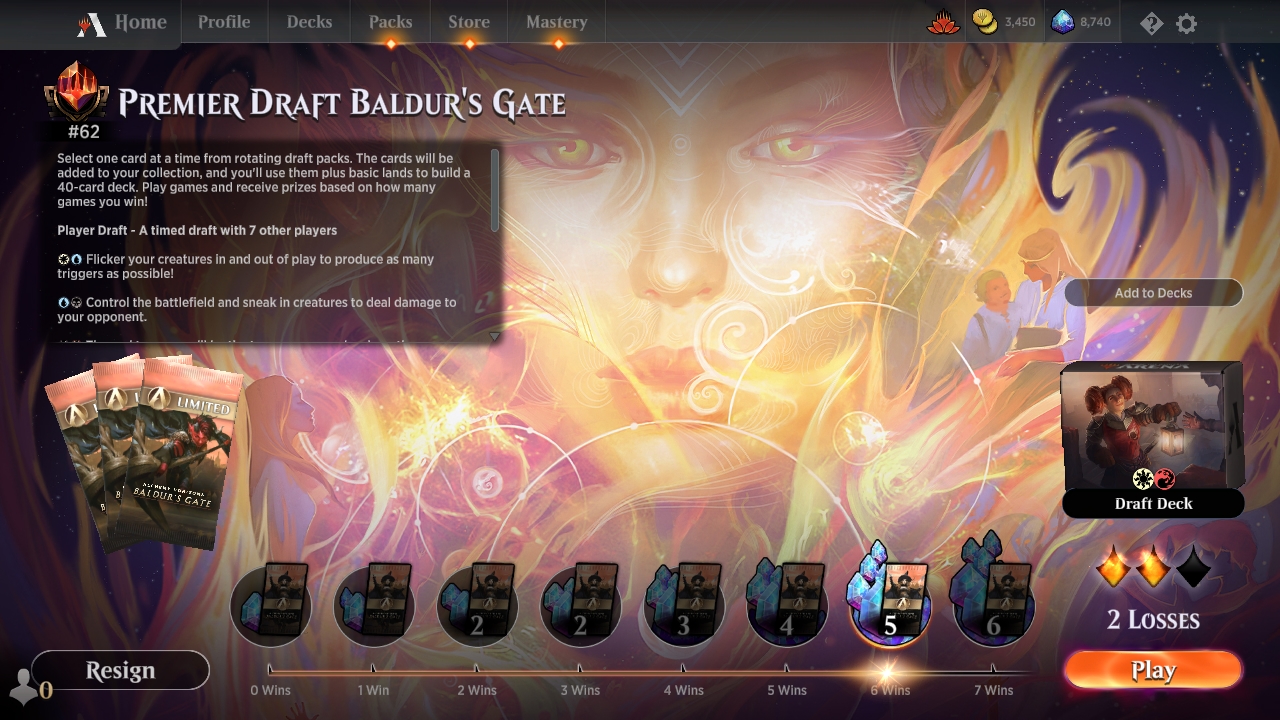 Home Profile Decks Packs Store Mastery 3,450 8,740
PREMIER DRAFT BALDUR'S GATE
#62
Select one card at a time from rotating draft packs. The cards will be
added to your collection, and you'll use them plus basic lands to build a
40-card deck. Play games and receive prizes based on how many
games you win!
Player Draft - A timed draft with 7 other players
Flicker your creatures in and out of play to produce as many
triggers as possible!
Control the battlefield and sneak in creatures to deal damage to
your opponent.
Add to Decks
LIMITED
BALDUR'S GATE
ARENA
Draft Deck
2 2 3 4 5 6
2 LOSSES
Resign
Play
0
0 Wins 1 Win 2 Wins 3 Wins 4 Wins 5 Wins 6 Wins 7 Wins